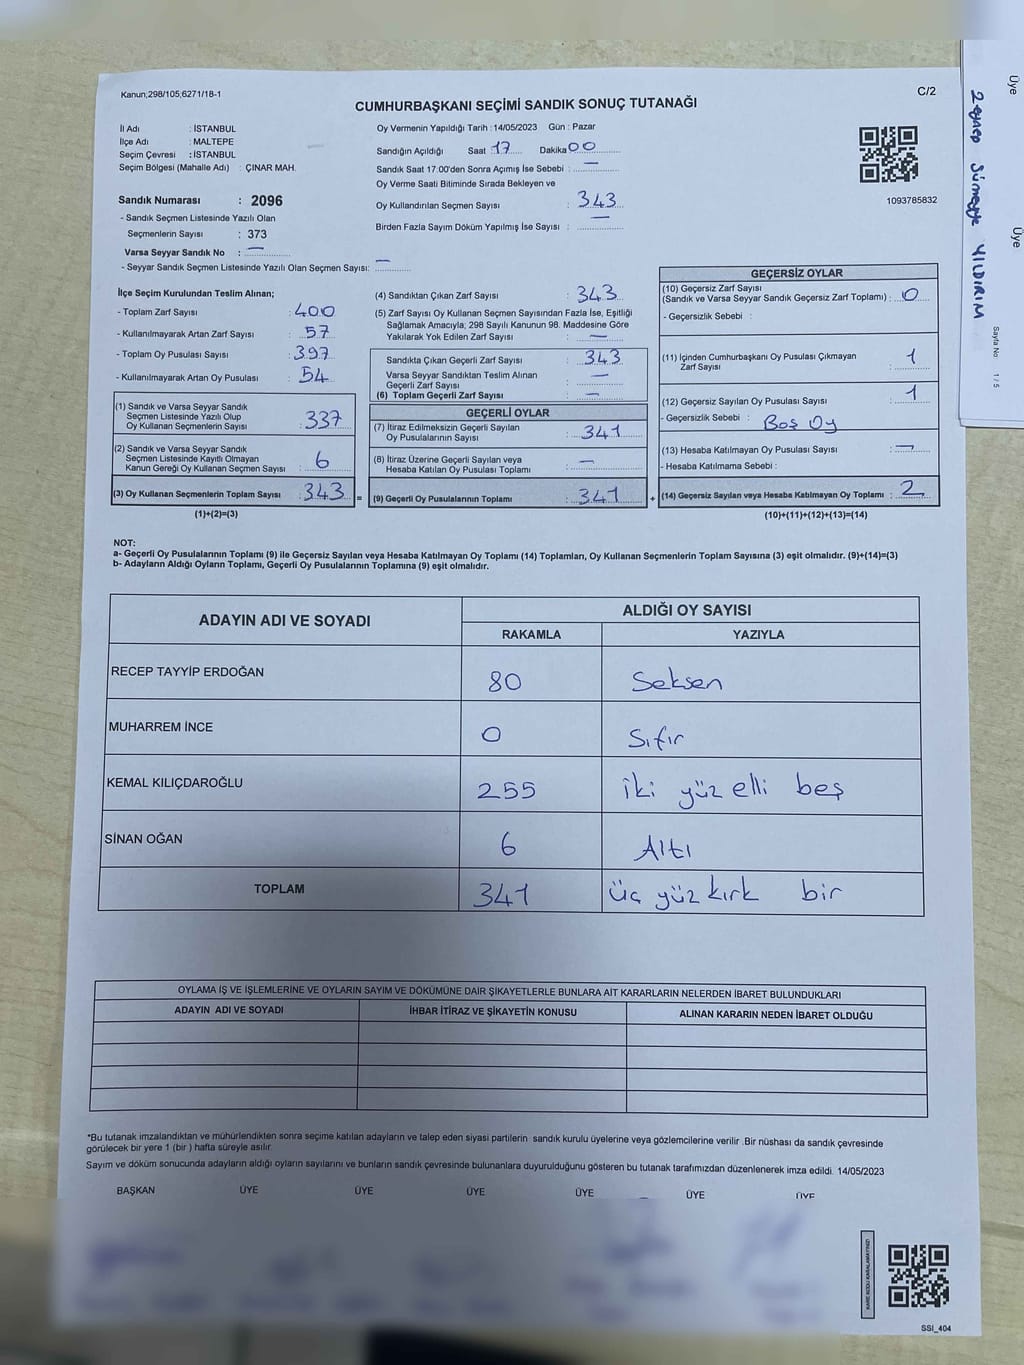 Kanun;298/105;6271/18-1
C/2
CUMHURBAŞKANI SEÇİMİ SANDIK SONUÇ TUTANAĞI
İl Adı : İSTANBUL
İlçe Adı : MALTEPE
Seçim Çevresi : İSTANBUL
Seçim Bölgesi (Mahalle Adı) : ÇINAR MAH.
Sandık Numarası : 2096
- Sandık Seçmen Listesinde Yazılı Olan
Seçmenlerin Sayısı : 373
Varsa Seyyar Sandık No : —
- Seyyar Sandık Seçmen Listesinde Yazılı Olan Seçmen Sayısı: —
Oy Vermenin Yapıldığı Tarih : 14/05/2023 Gün : Pazar
Sandığın Açıldığı Saat 17 Dakika 00
Sandık Saat 17:00'den Sonra Açımış İse Sebebi : —
Oy Verme Saati Bitiminde Sırada Bekleyen ve
Oy Kullandırılan Seçmen Sayısı : 343
Birden Fazla Sayım Döküm Yapılmış İse Sayısı : —
1093785832
İlçe Seçim Kurulundan Teslim Alınan;
- Toplam Zarf Sayısı : 400
- Kullanılmayarak Artan Zarf Sayısı : 57
- Toplam Oy Pusulası Sayısı : 397
- Kullanılmayarak Artan Oy Pusulası : 54
(1) Sandık ve Varsa Seyyar Sandık
Seçmen Listesinde Yazılı Olup
Oy Kullanan Seçmenlerin Sayısı : 337
(2) Sandık ve Varsa Seyyar Sandık
Seçmen Listesinde Kayıtlı Olmayan
Kanun Gereği Oy Kullanan Seçmen Sayısı : 6
(3) Oy Kullanan Seçmenlerin Toplam Sayısı : 343 =
(1)+(2)=(3)
(4) Sandıktan Çıkan Zarf Sayısı : 343
(5) Zarf Sayısı Oy Kullanan Seçmen Sayısından Fazla İse, Eşitliği
Sağlamak Amacıyla; 298 Sayılı Kanunun 98. Maddesine Göre
Yakılarak Yok Edilen Zarf Sayısı : —
Sandıkta Çıkan Geçerli Zarf Sayısı : 343
Varsa Seyyar Sandıktan Teslim Alınan
Geçerli Zarf Sayısı : —
(6) Toplam Geçerli Zarf Sayısı : —
GEÇERLİ OYLAR
(7) İtiraz Edilmeksizin Geçerli Sayılan
Oy Pusulalarının Sayısı : 341
(8) İtiraz Üzerine Geçerli Sayılan veya
Hesaba Katılan Oy Pusulası Toplamı : —
(9) Geçerli Oy Pusulalarının Toplamı : 341 +
GEÇERSİZ OYLAR
(10) Geçersiz Zarf Sayısı
(Sandık ve Varsa Seyyar Sandık Geçersiz Zarf Toplamı) : 0
- Geçersizlik Sebebi :
(11) İçinden Cumhurbaşkanı Oy Pusulası Çıkmayan
Zarf Sayısı : 1
(12) Geçersiz Sayılan Oy Pusulası Sayısı : 1
- Geçersizlik Sebebi : Boş Oy
(13) Hesaba Katılmayan Oy Pusulası Sayısı : —
- Hesaba Katılmama Sebebi :
(14) Geçersiz Sayılan veya Hesaba Katılmayan Oy Toplamı : 2
(10)+(11)+(12)+(13)=(14)
NOT:
a- Geçerli Oy Pusulalarının Toplamı (9) ile Geçersiz Sayılan veya Hesaba Katılmayan Oy Toplamı (14) Toplamları, Oy Kullanan Seçmenlerin Toplam Sayısına (3) eşit olmalıdır. (9)+(14)=(3)
b- Adayların Aldığı Oyların Toplamı, Geçerli Oy Pusulalarının Toplamına (9) eşit olmalıdır.
ADAYIN ADI VE SOYADI
ALDIĞI OY SAYISI
RAKAMLA YAZIYLA
RECEP TAYYİP ERDOĞAN 80 Seksen
MUHARREM İNCE 0 Sıfır
KEMAL KILIÇDAROĞLU 255 iki yüz elli beş
SİNAN OĞAN 6 Altı
TOPLAM 341 üç yüz kırk bir
OYLAMA İŞ VE İŞLEMLERİNE VE OYLARIN SAYIM VE DÖKÜMÜNE DAİR ŞİKAYETLERLE BUNLARA AİT KARARLARIN NELERDEN İBARET BULUNDUKLARI
ADAYIN ADI VE SOYADI İHBAR İTİRAZ VE ŞİKAYETİN KONUSU ALINAN KARARIN NEDEN İBARET OLDUĞU
*Bu tutanak imzalandıktan ve mühürlendikten sonra seçime katılan adayların ve talep eden siyasi partilerin sandık kurulu üyelerine veya gözlemcilerine verilir .Bir nüshası da sandık çevresinde
görülecek bir yere 1 (bir ) hafta süreyle asılır.
Sayım ve döküm sonucunda adayların aldığı oyların sayılarını ve bunların sandık çevresinde bulunanlara duyurulduğunu gösteren bu tutanak tarafımızdan düzenlenerek imza edildi. 14/05/2023
BAŞKAN ÜYE ÜYE ÜYE ÜYE ÜYE ÜYE
KARE KODU KARALAMAYINIZ!
SSİ_404
Üye
Üye
Zeynep Sümeyye YILDIRIM
Sayfa No : 1 / 5